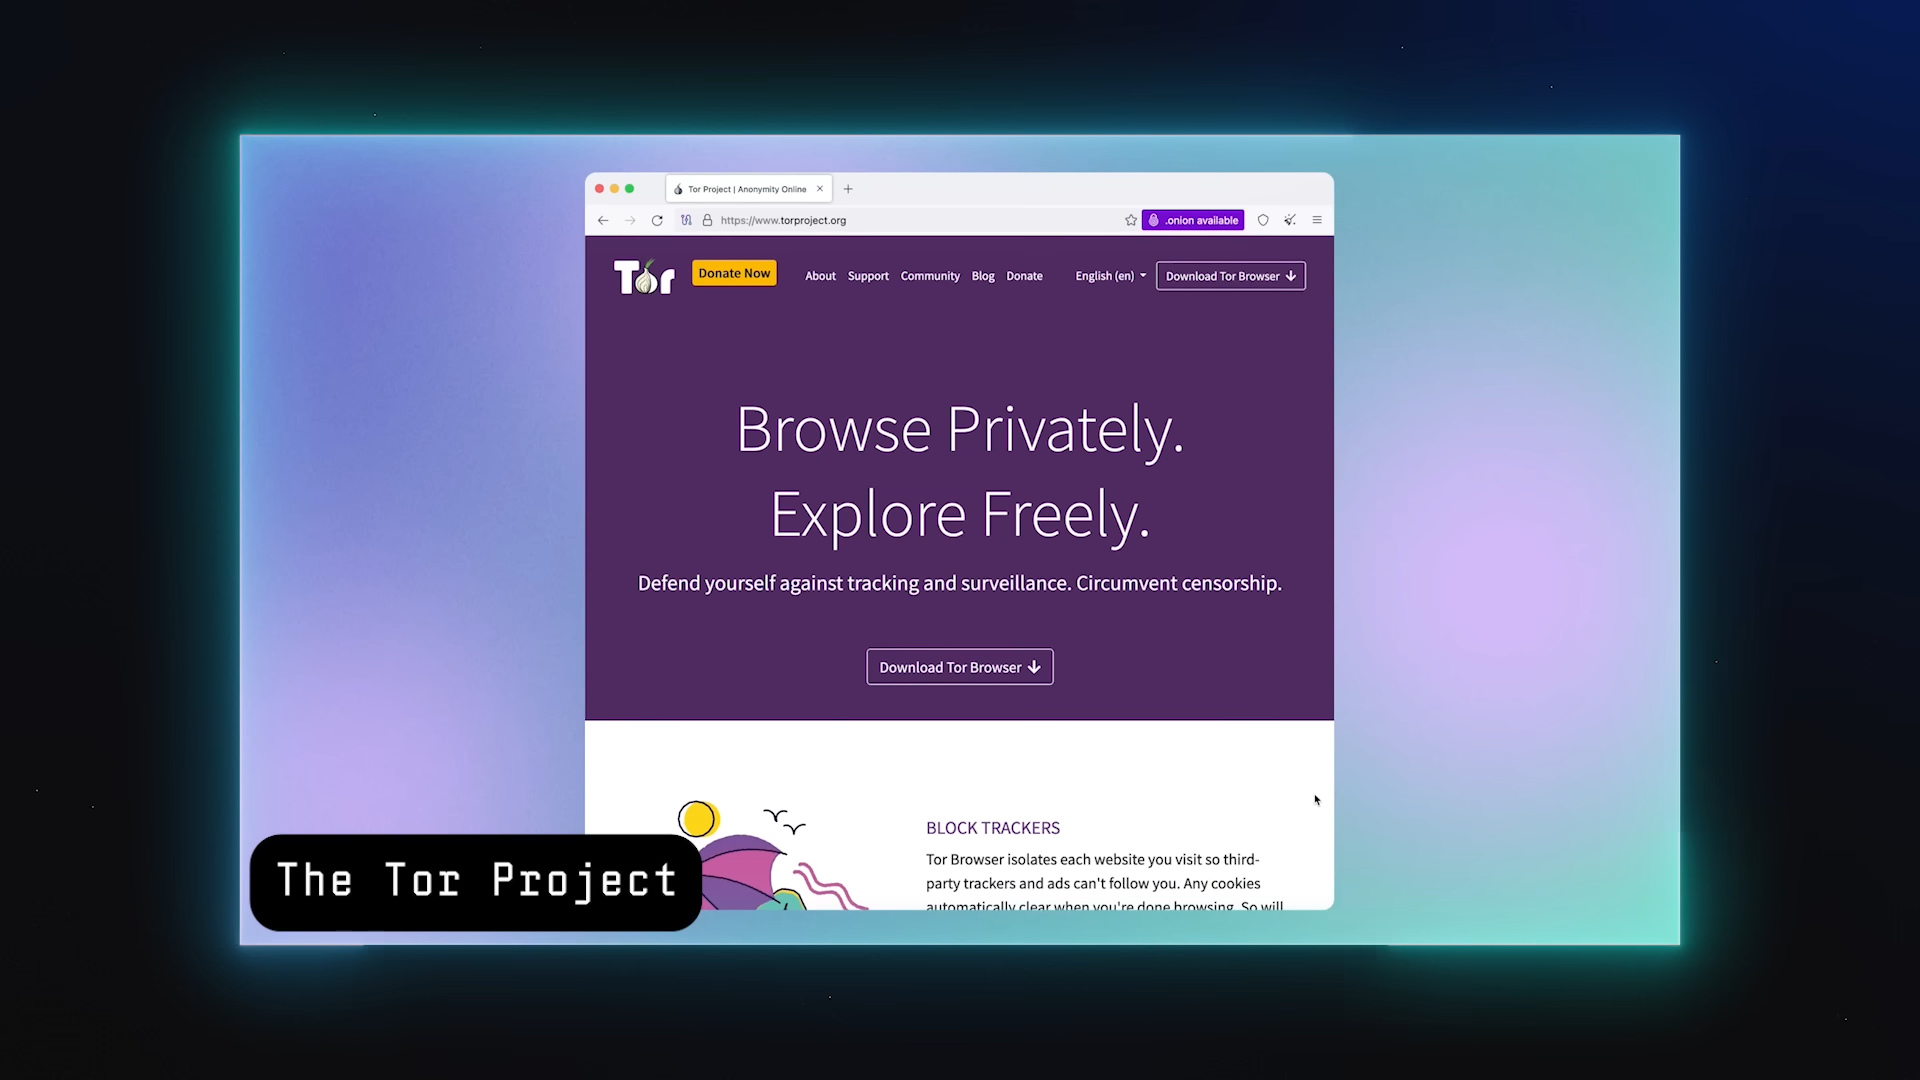 Tor Project | Anonymity Online
https://www.torproject.org
.onion available
Tor
Donate Now
About Support Community Blog Donate
English (en)
Download Tor Browser
Browse Privately.
Explore Freely.
Defend yourself against tracking and surveillance. Circumvent censorship.
Download Tor Browser
BLOCK TRACKERS
Tor Browser isolates each website you visit so third-
party trackers and ads can't follow you. Any cookies
automatically clear when you're done browsing. So will
The Tor Project